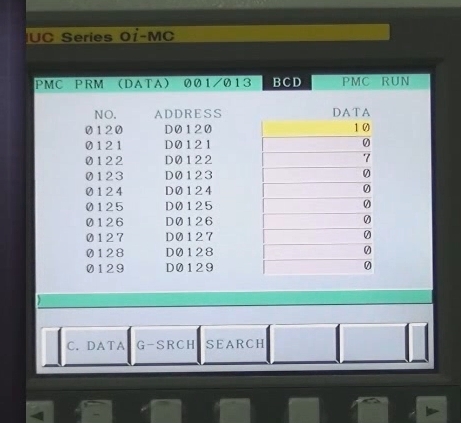 UC Series 0i-MC
PMC PRM (DATA) 001/013 BCD PMC RUN
NO. ADDRESS DATA
0120 D0120 10
0121 D0121 0
0122 D0122 7
0123 D0123 0
0124 D0124 0
0125 D0125 0
0126 D0126 0
0127 D0127 0
0128 D0128 0
0129 D0129 0
)
C. DATA G-SRCH SEARCH